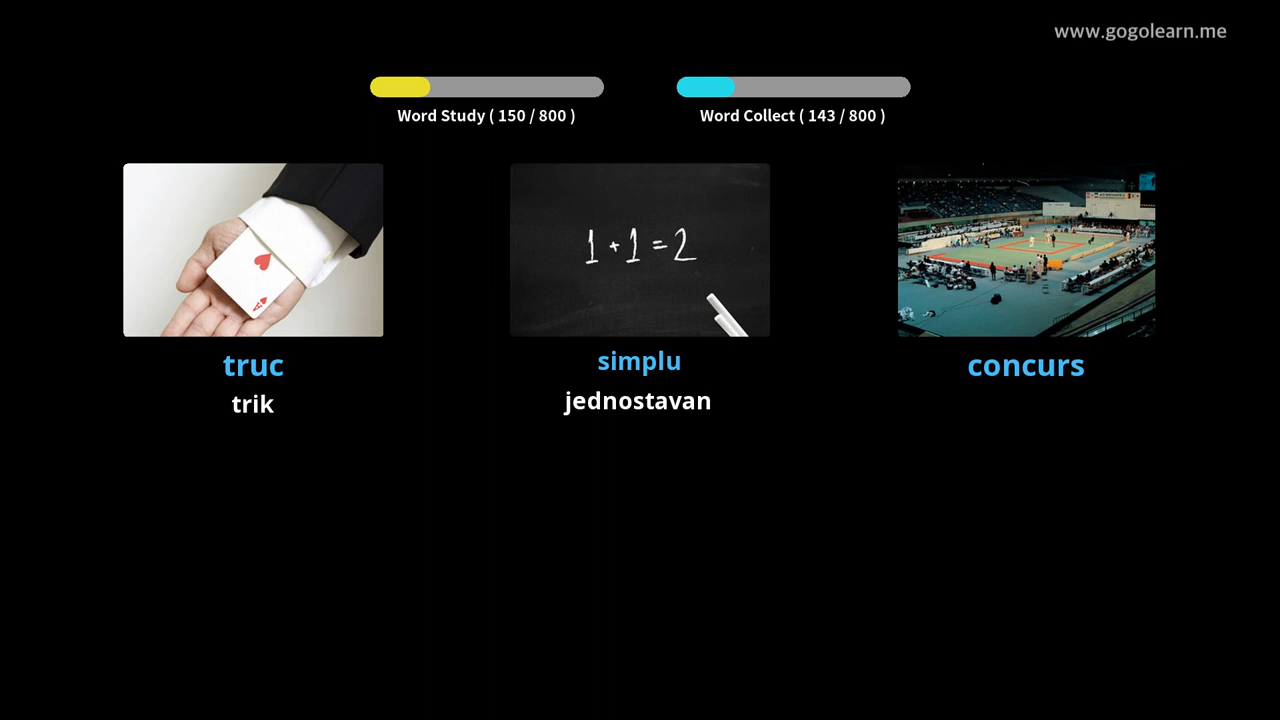 www.gogolearn.me
Word Study ( 150 / 800 )
Word Collect ( 143 / 800 )
1 + 1 = 2
truc
trik
simplu
jednostavan
concurs